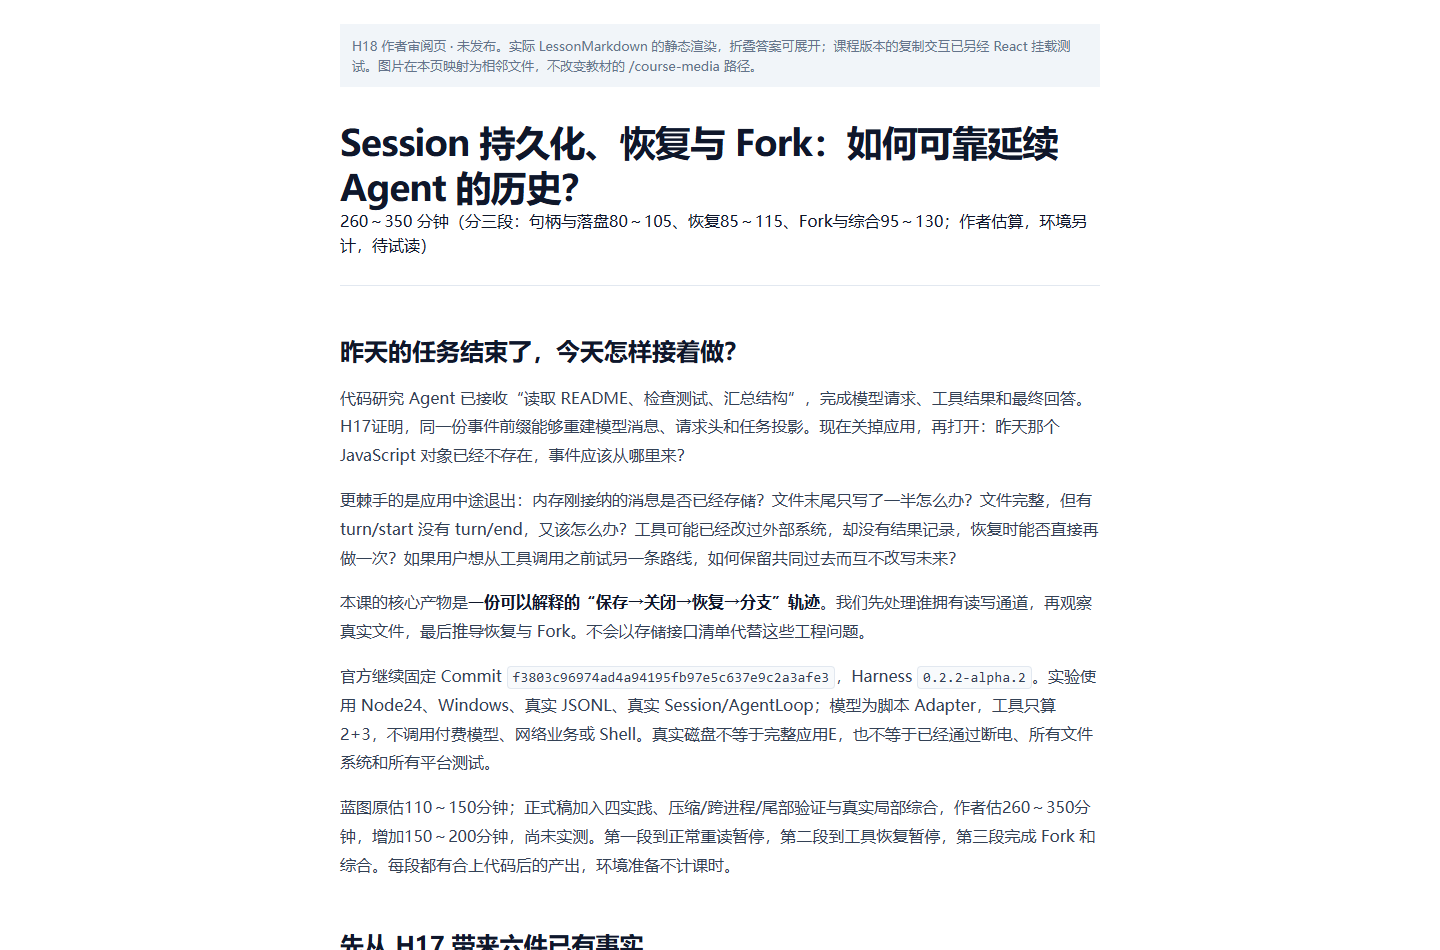 H18 作者审阅页 · 未发布。实际 LessonMarkdown 的静态渲染，折叠答案可展开；课程版本的复制交互已另经 React 挂载测
试。图片在本页映射为相邻文件，不改变教材的 /course-media 路径。
Session 持久化、恢复与 Fork：如何可靠延续
Agent 的历史？
260～350 分钟（分三段：句柄与落盘80～105、恢复85～115、Fork与综合95～130；作者估算，环境另
计，待试读）
昨天的任务结束了，今天怎样接着做？
代码研究 Agent 已接收“读取 README、检查测试、汇总结构”，完成模型请求、工具结果和最终回答。
H17证明，同一份事件前缀能够重建模型消息、请求头和任务投影。现在关掉应用，再打开：昨天那个
JavaScript 对象已经不存在，事件应该从哪里来？
更棘手的是应用中途退出：内存刚接纳的消息是否已经存储？文件末尾只写了一半怎么办？文件完整，但有
turn/start 没有 turn/end，又该怎么办？工具可能已经改过外部系统，却没有结果记录，恢复时能否直接再
做一次？如果用户想从工具调用之前试另一条路线，如何保留共同过去而互不改写未来？
本课的核心产物是一份可以解释的“保存→关闭→恢复→分支”轨迹。我们先处理谁拥有读写通道，再观察
真实文件，最后推导恢复与 Fork。不会以存储接口清单代替这些工程问题。
官方继续固定 Commit f3803c96974ad4a94195fb97e5c637e9c2a3afe3，Harness 0.2.2-alpha.2。实验使
用 Node24、Windows、真实 JSONL、真实 Session/AgentLoop；模型为脚本 Adapter，工具只算
2+3，不调用付费模型、网络业务或 Shell。真实磁盘不等于完整应用E，也不等于已经通过断电、所有文件
系统和所有平台测试。
蓝图原估110～150分钟；正式稿加入四实践、压缩/跨进程/尾部验证与真实局部综合，作者估260～350分
钟，增加150～200分钟，尚未实测。第一段到正常重读暂停，第二段到工具恢复暂停，第三段完成 Fork 和
综合。每段都有合上代码后的产出，环境准备不计课时。
先从 H17 带来六件已有事实